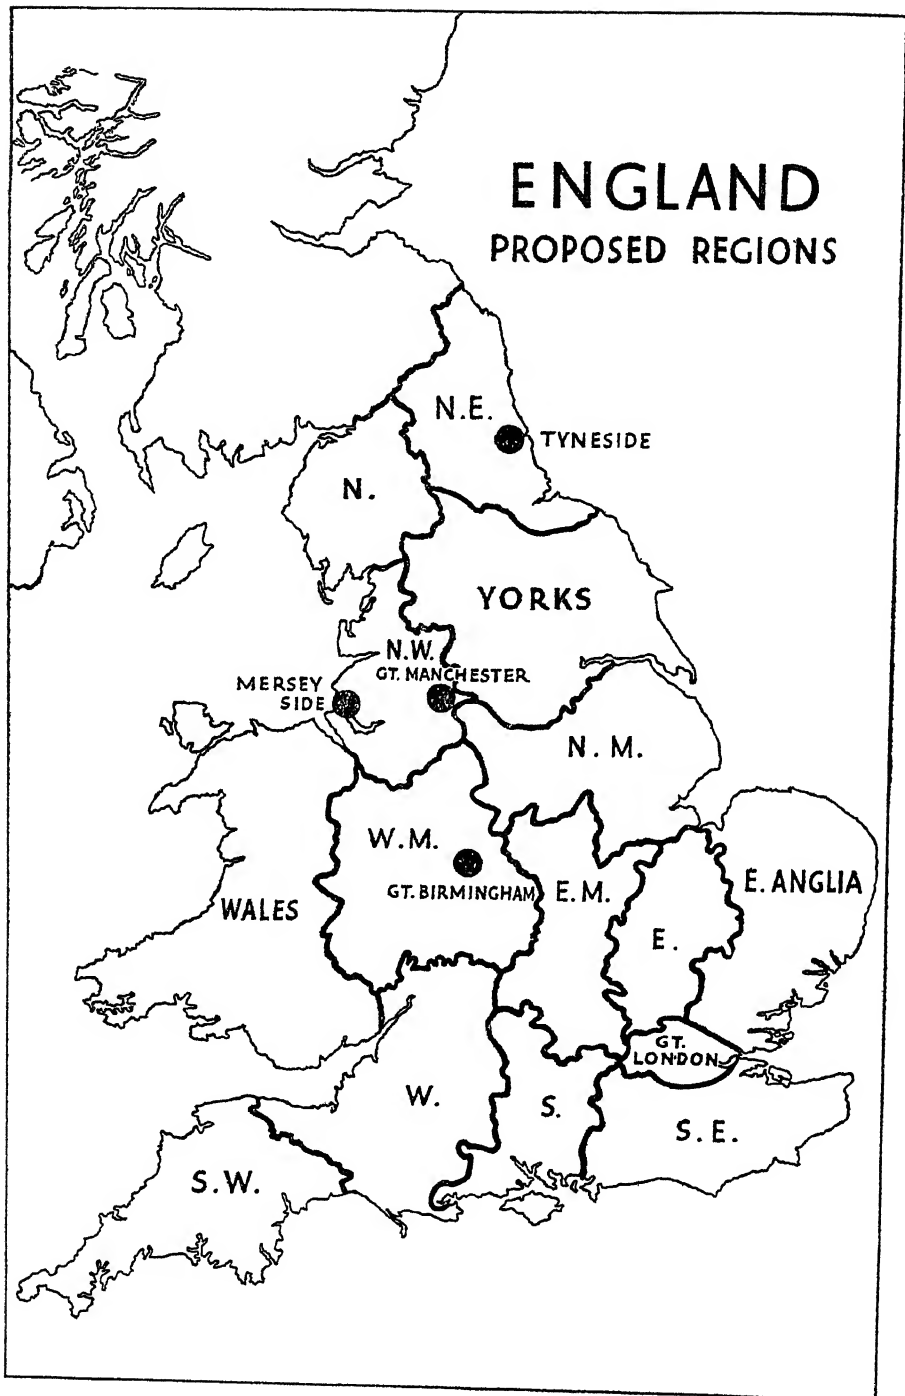 ENGLAND
PROPOSED REGIONS
N.E.
TYNESIDE
N.
YORKS
N.W.
GT. MANCHESTER
MERSEY
SIDE
N. M.
W.M.
GT. BIRMINGHAM
E.M.
E. ANGLIA
WALES
E.
GT.
LONDON
W.
S.
S. E.
S.W.